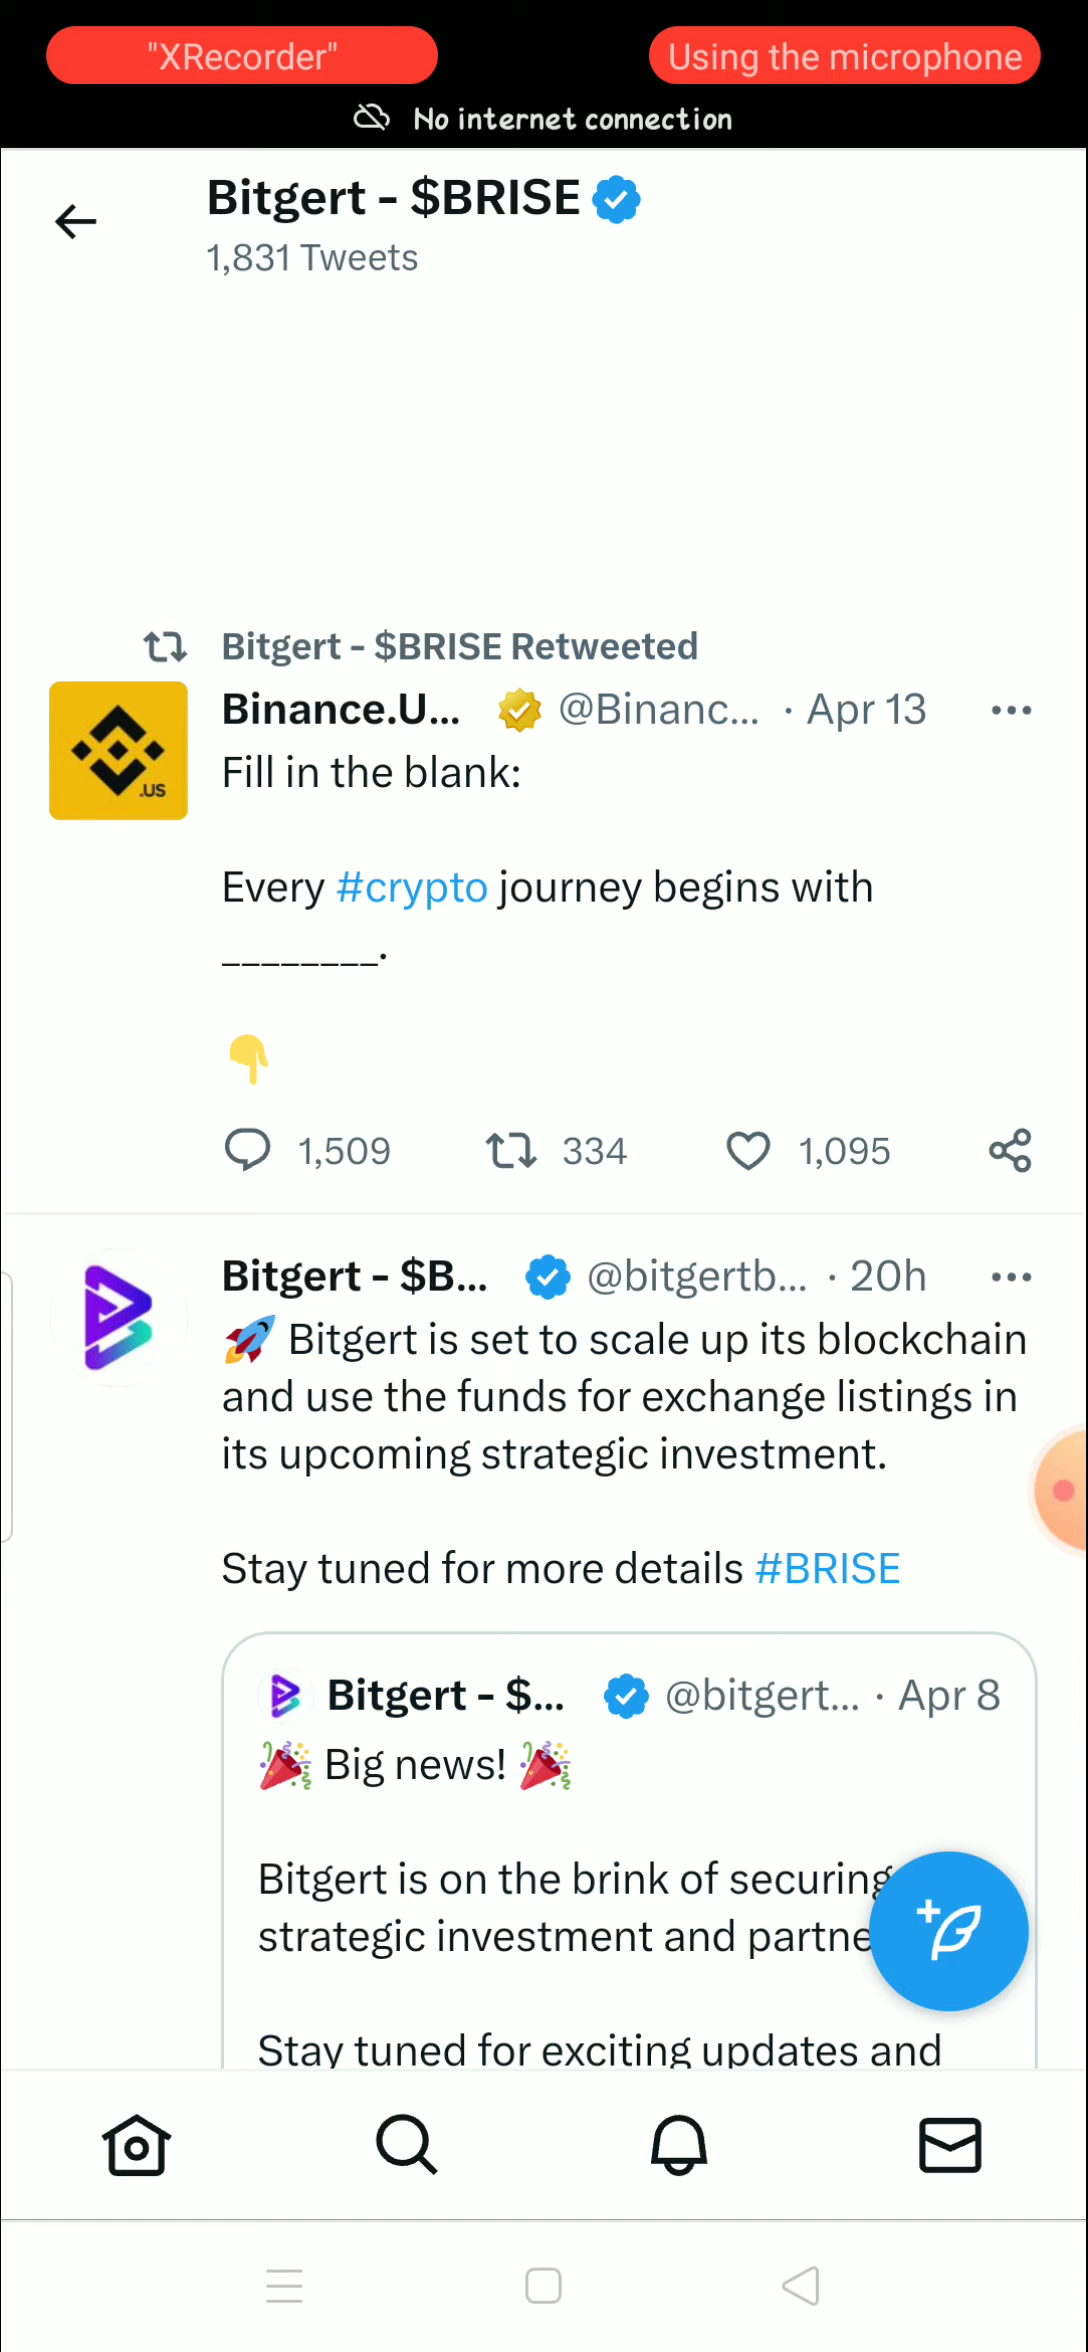 "XRecorder"
Using the microphone
No internet connection
Bitgert - $BRISE
1,831 Tweets
Bitgert - $BRISE Retweeted
Binance.U... @Binanc... · Apr 13
.US
Fill in the blank:
Every #crypto journey begins with
________.
1,509 334 1,095
Bitgert - $B... @bitgertb... · 20h
🚀 Bitgert is set to scale up its blockchain
and use the funds for exchange listings in
its upcoming strategic investment.
Stay tuned for more details #BRISE
Bitgert - $... @bitgert... · Apr 8
🎉 Big news! 🎉
Bitgert is on the brink of securing
strategic investment and partne
Stay tuned for exciting updates and